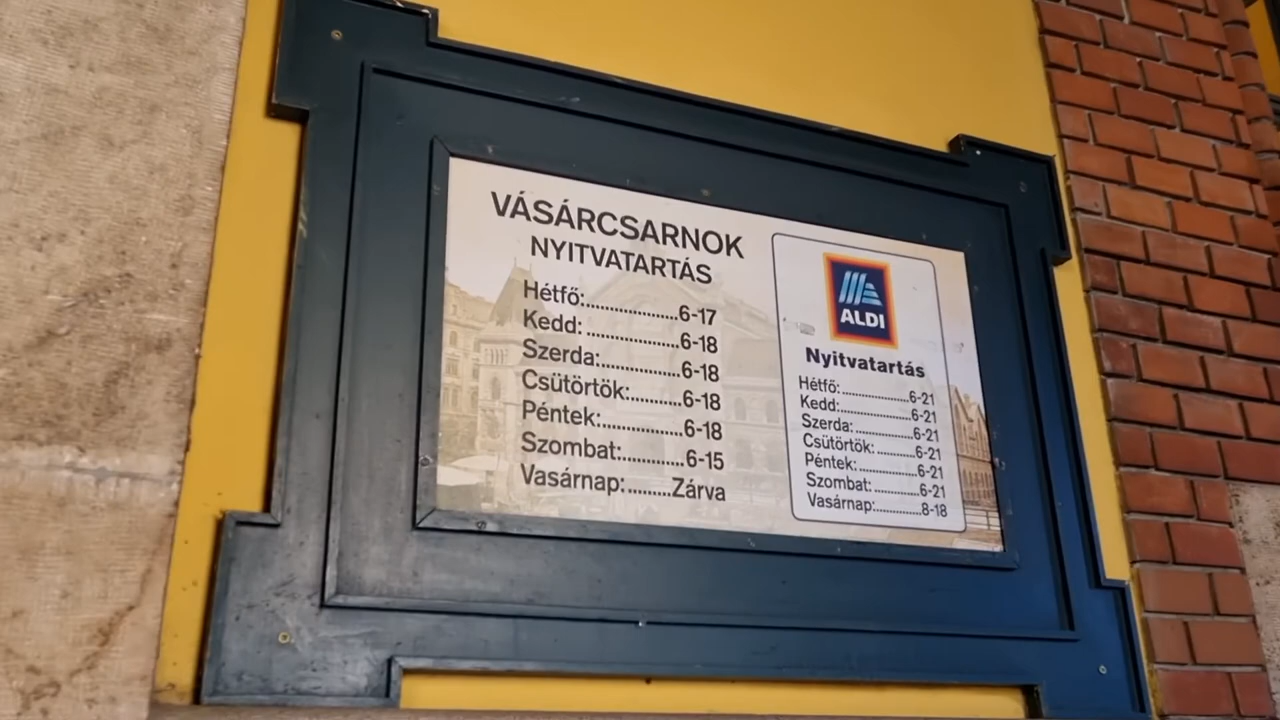 VÁSÁRCSARNOK
NYITVATARTÁS
Hétfő:.......................6-17
Kedd: .......................6-18
Szerda:.....................6-18
Csütörtök:..............6-18
Péntek:.....................6-18
Szombat:................6-15
Vasárnap:...........Zárva
ALDI
Nyitvatartás
Hétfő:......................6-21
Kedd:.......................6-21
Szerda: ....................6-21
Csütörtök:................6-21
Péntek: ....................6-21
Szombat: .................6-21
Vasárnap:..................8-18